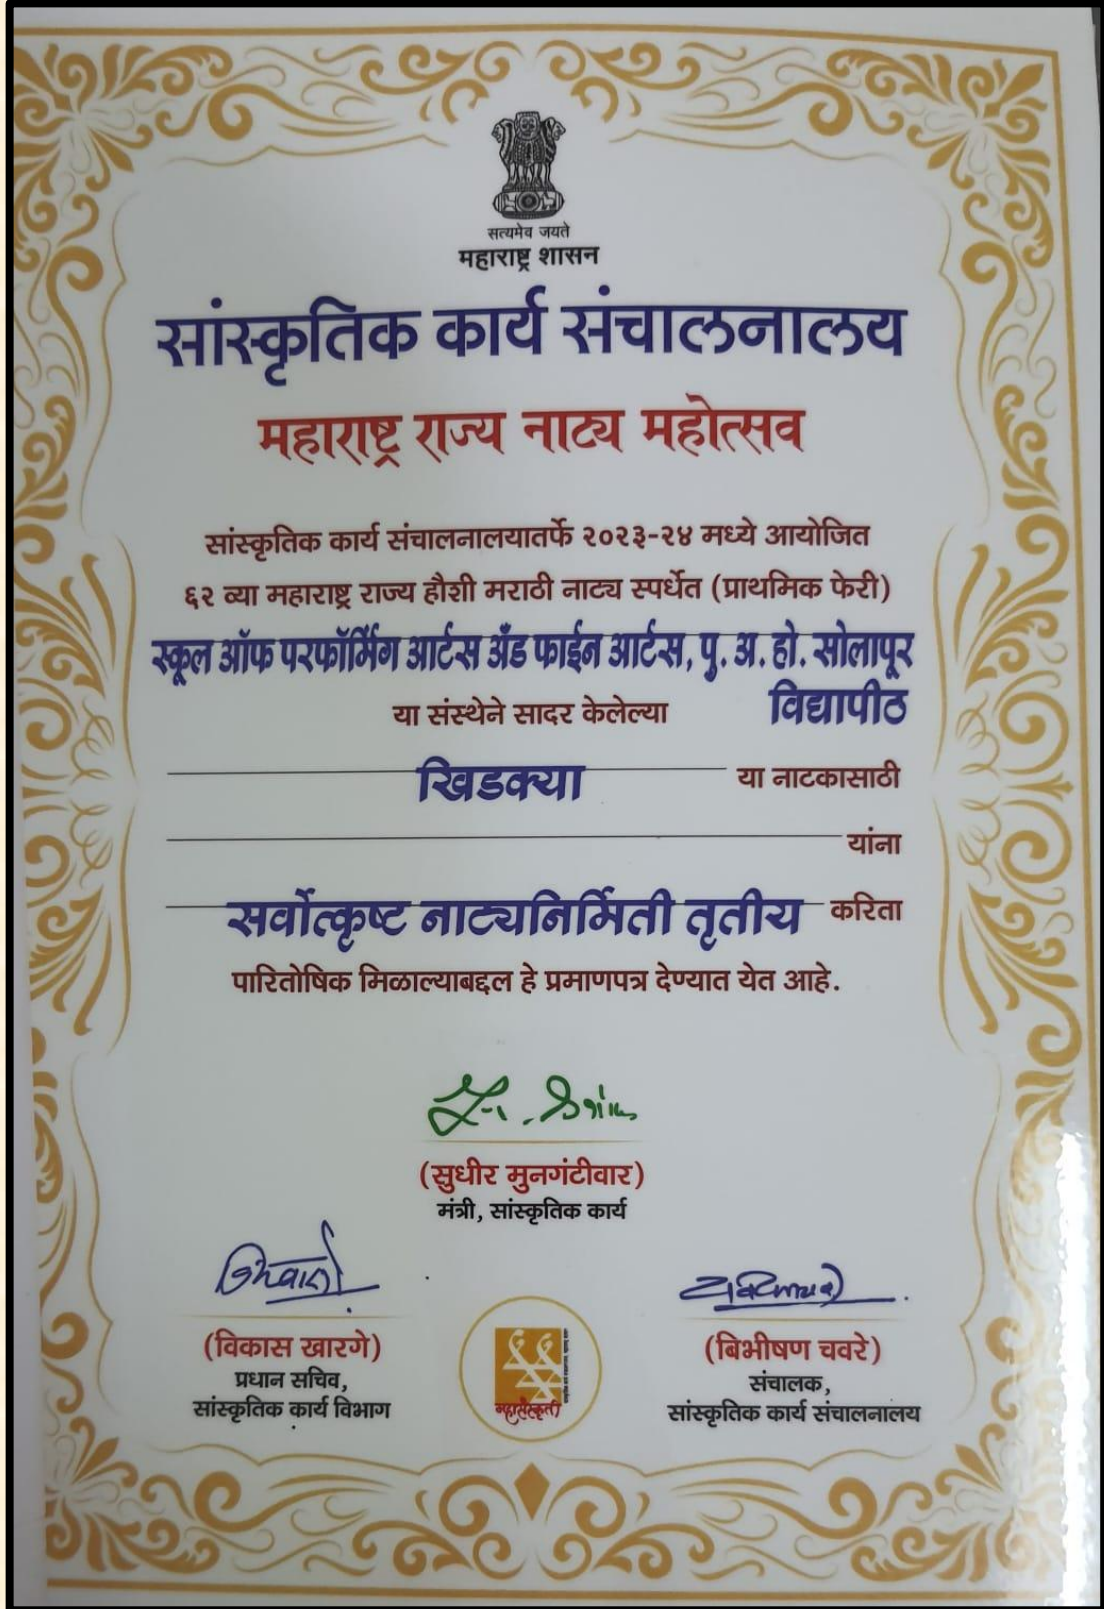 सत्यमेव जयते
महाराष्ट्र शासन
सांस्कृतिक कार्य संचालनालय
महाराष्ट्र राज्य नाट्य महोत्सव
सांस्कृतिक कार्य संचालनालयातर्फे २०२३-२४ मध्ये आयोजित
६२ व्या महाराष्ट्र राज्य हौशी मराठी नाट्य स्पर्धेत (प्राथमिक फेरी)
स्कूल ऑफ परफॉर्मिंग आर्टस अँड फाईन आर्टस, पु. अ. हो. सोलापूर
या संस्थेने सादर केलेल्या विद्यापीठ
खिडक्या या नाटकासाठी
यांना
सर्वोत्कृष्ट नाट्यनिर्मिती तृतीय करिता
पारितोषिक मिळाल्याबद्दल हे प्रमाणपत्र देण्यात येत आहे.
(सुधीर मुनगंटीवार)
मंत्री, सांस्कृतिक कार्य
(विकास खारगे)
प्रधान सचिव,
सांस्कृतिक कार्य विभाग
महासंस्कृती
(बिभीषण चवरे)
संचालक,
सांस्कृतिक कार्य संचालनालय